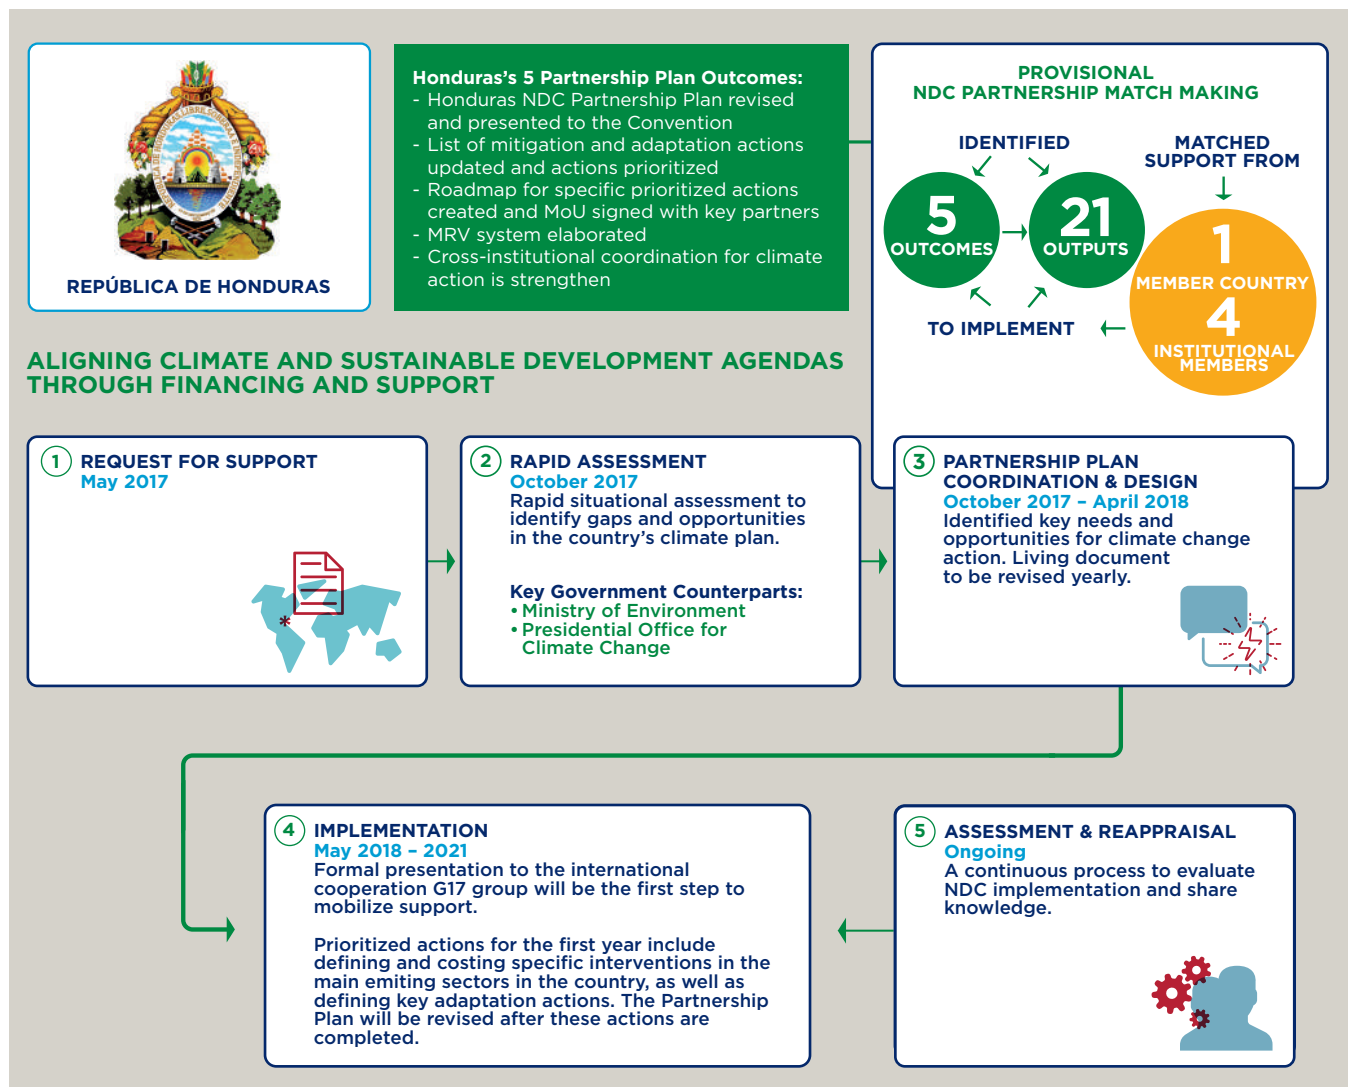 REPÚBLICA DE HONDURAS
Honduras's 5 Partnership Plan Outcomes:
- Honduras NDC Partnership Plan revised
and presented to the Convention
- List of mitigation and adaptation actions
updated and actions prioritized
- Roadmap for specific prioritized actions
created and MoU signed with key partners
- MRV system elaborated
- Cross-institutional coordination for climate
action is strengthen
PROVISIONAL
NDC PARTNERSHIP MATCH MAKING
IDENTIFIED
5
OUTCOMES
21
OUTPUTS
TO IMPLEMENT
MATCHED
SUPPORT FROM
1
MEMBER COUNTRY
4
INSTITUTIONAL
MEMBERS
ALIGNING CLIMATE AND SUSTAINABLE DEVELOPMENT AGENDAS
THROUGH FINANCING AND SUPPORT
1 REQUEST FOR SUPPORT
May 2017
2 RAPID ASSESSMENT
October 2017
Rapid situational assessment to
identify gaps and opportunities
in the country's climate plan.
Key Government Counterparts:
• Ministry of Environment
• Presidential Office for
Climate Change
3 PARTNERSHIP PLAN
COORDINATION & DESIGN
October 2017 – April 2018
Identified key needs and
opportunities for climate change
action. Living document
to be revised yearly.
4 IMPLEMENTATION
May 2018 – 2021
Formal presentation to the international
cooperation G17 group will be the first step to
mobilize support.
Prioritized actions for the first year include
defining and costing specific interventions in the
main emiting sectors in the country, as well as
defining key adaptation actions. The Partnership
Plan will be revised after these actions are
completed.
5 ASSESSMENT & REAPPRAISAL
Ongoing
A continuous process to evaluate
NDC implementation and share
knowledge.